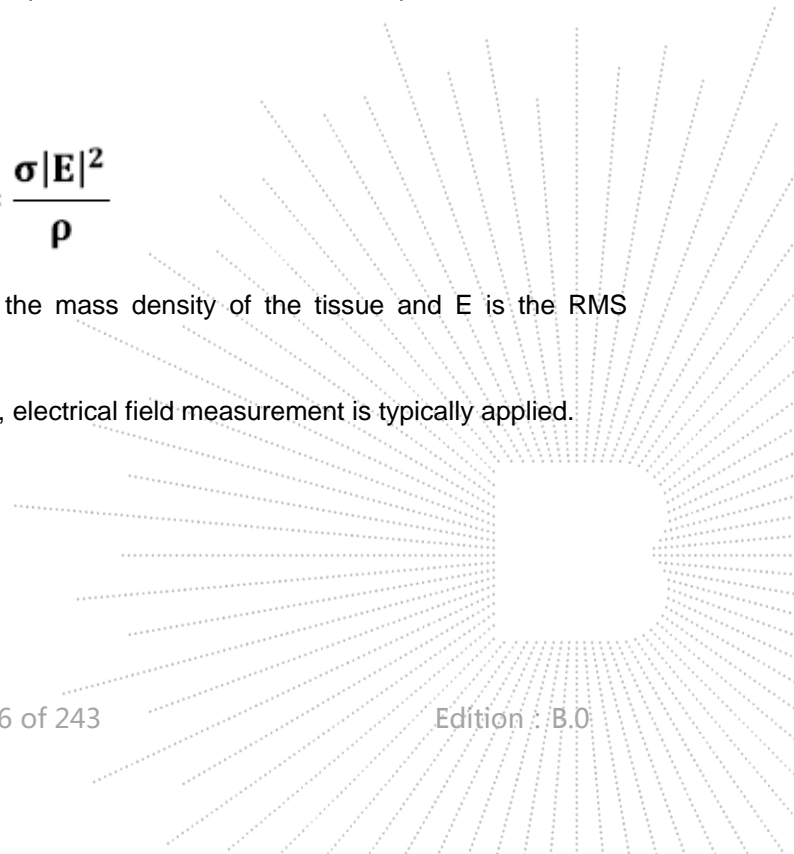 σ|E|²
ρ
the mass density of the tissue and E is the RMS
, electrical field measurement is typically applied.
6 of 243 Edition : B.0